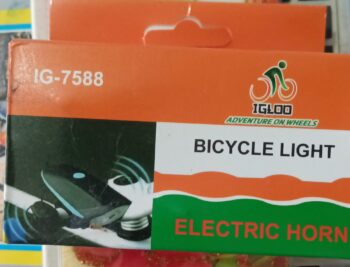 IG-7588
IGLOO
ADVENTURE ON WHEELS
BICYCLE LIGHT
ELECTRIC HORN